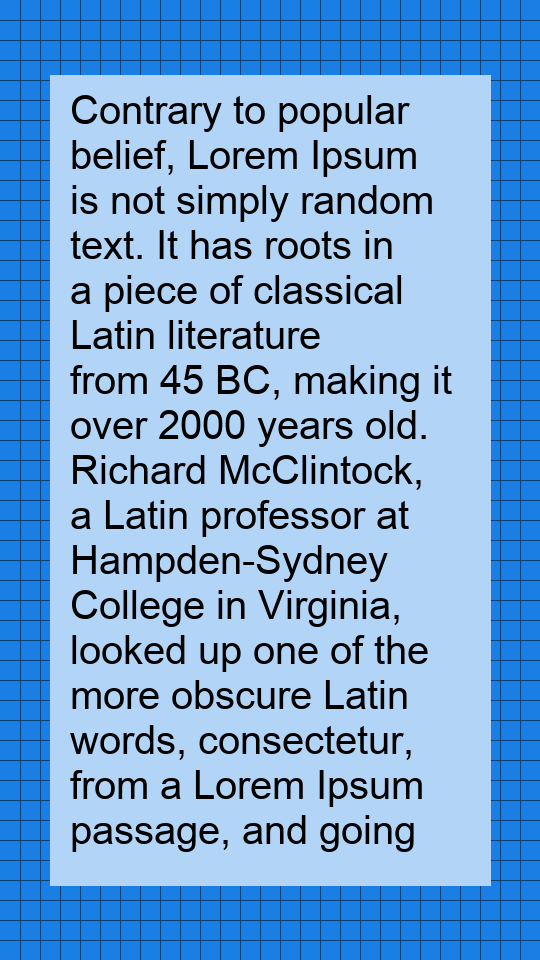 Contrary to popular
belief, Lorem Ipsum
is not simply random
text. It has roots in
a piece of classical
Latin literature
from 45 BC, making it
over 2000 years old.
Richard McClintock,
a Latin professor at
Hampden-Sydney
College in Virginia,
looked up one of the
more obscure Latin
words, consectetur,
from a Lorem Ipsum
passage, and going